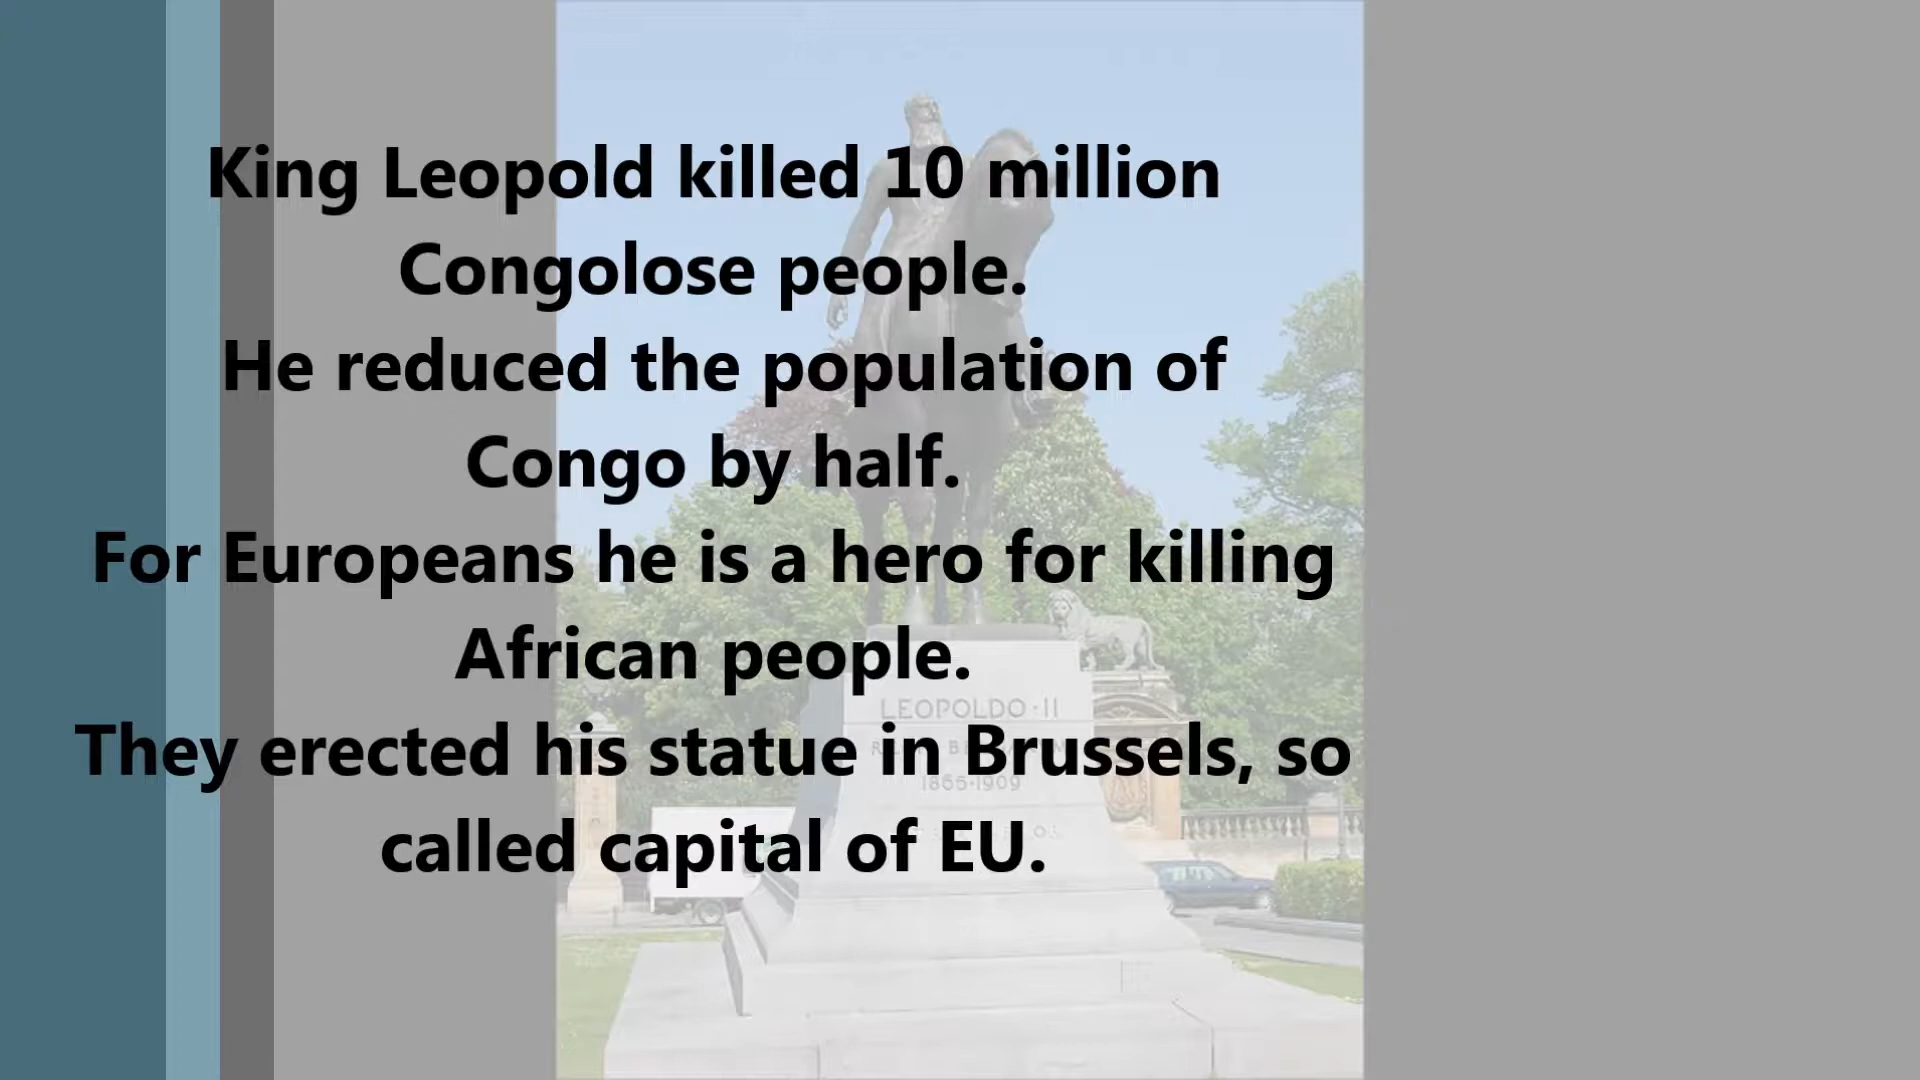 King Leopold killed 10 million
Congolose people.
He reduced the population of
Congo by half.
For Europeans he is a hero for killing
African people.
They erected his statue in Brussels, so
called capital of EU.
LEOPOLDO·II
1865·1909